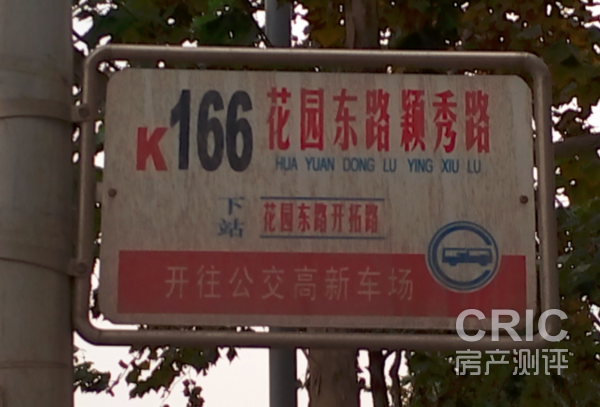 K166 花园东路颖秀路
HUA YUAN DONG LU YING XIU LU
下站 花园东路开拓路
开往公交高新车场
CRIC
房产测评